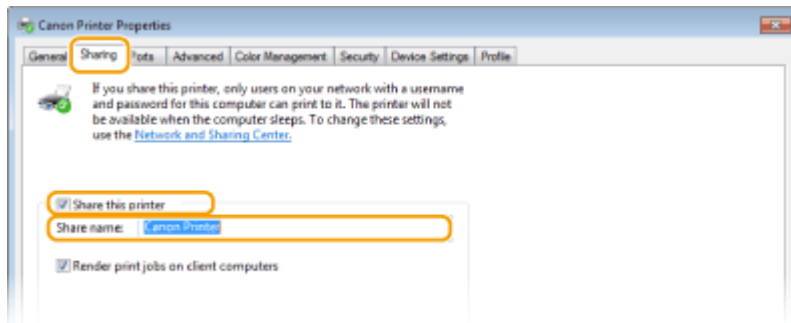 Canon Printer Properties
General Sharing Ports Advanced Color Management Security Device Settings Profile
If you share this printer, only users on your network with a username
and password for this computer can print to it. The printer will not
be available when the computer sleeps. To change these settings,
use the Network and Sharing Center.
Share this printer
Share name: Canon Printer
Render print jobs on client computers